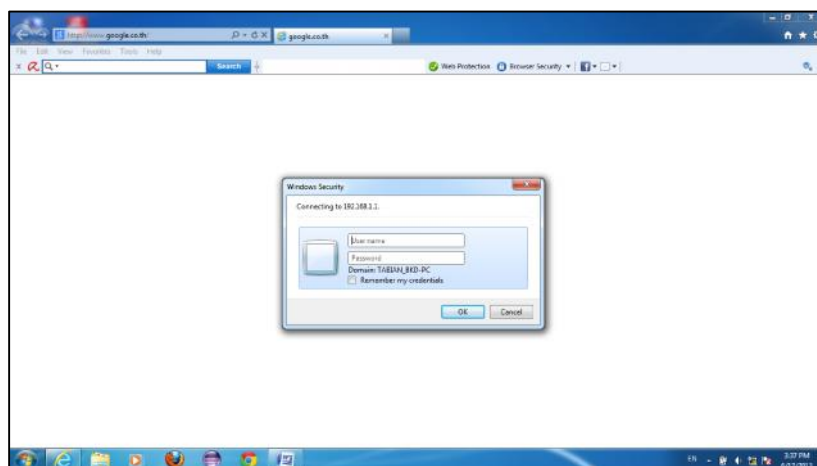 http://www.google.co.th/
google.co.th
File Edit View Favorites Tools Help
Search
Web Protection Browser Security
Windows Security
Connecting to 192.168.1.1.
User name
Password
Domain: TABIAN_BKD-PC
Remember my credentials
OK Cancel
EN
3:37 PM